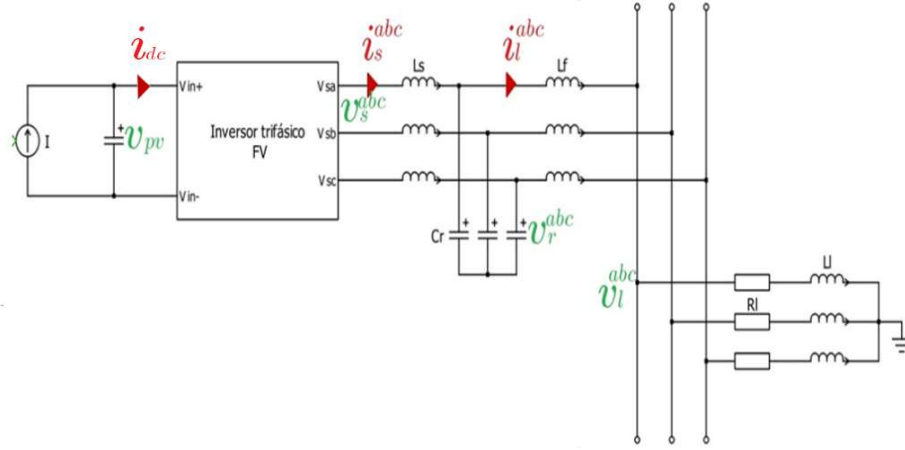 i_dc
i_s^abc
i_l^abc
Ls
Lf
Vin+
Vsa
v_s^abc
I
+
v_pv
Inversor trifásico
FV
Vsb
Vin-
Vsc
Cr
+
+
+
v_r^abc
v_l^abc
Ll
Rl